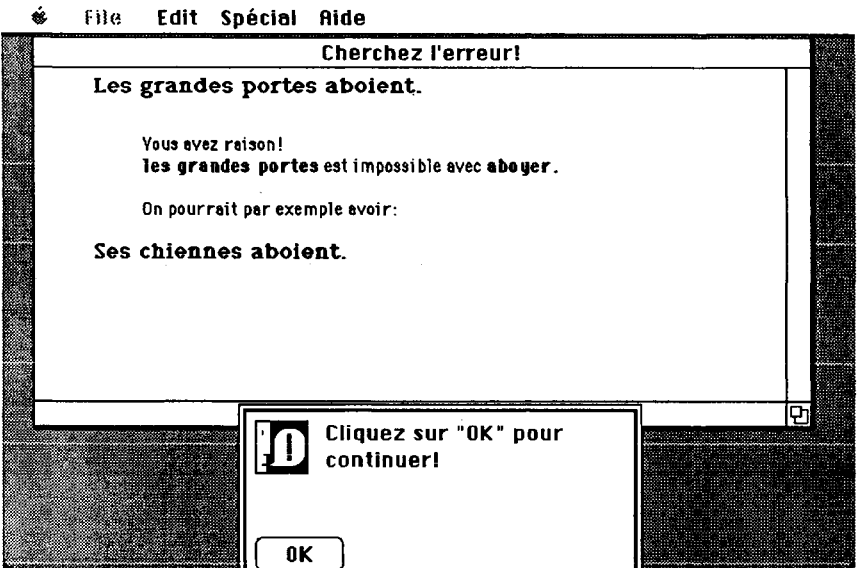 File Edit Spécial Aide
Cherchez l'erreur!
Les grandes portes aboient.
Vous avez raison!
les grandes portes est impossible avec aboyer.
On pourrait par exemple avoir:
Ses chiennes aboient.
Cliquez sur "OK" pour
continuer!
OK